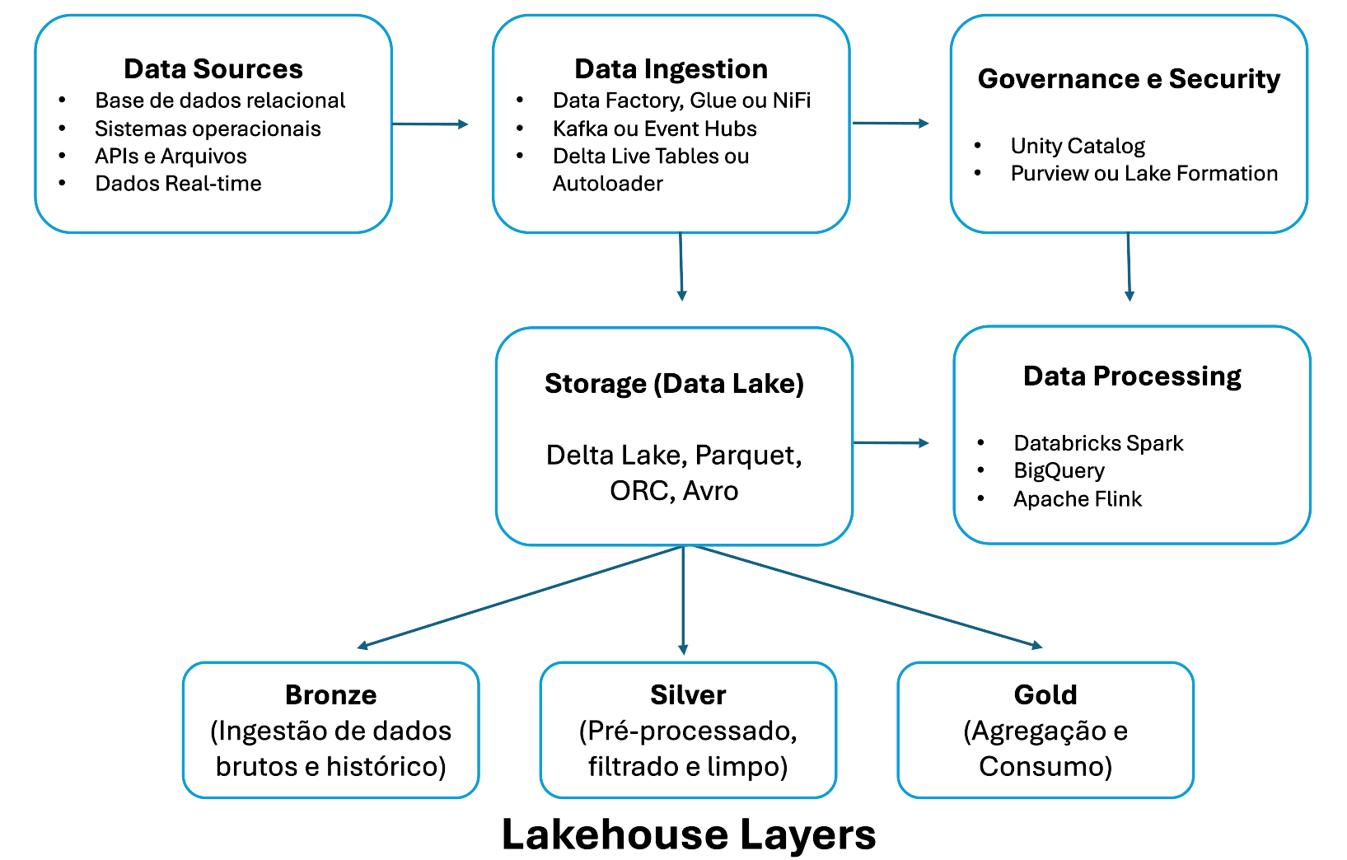 Data Sources
• Base de dados relacional
• Sistemas operacionais
• APIs e Arquivos
• Dados Real-time
Data Ingestion
• Data Factory, Glue ou NiFi
• Kafka ou Event Hubs
• Delta Live Tables ou
Autoloader
Governance e Security
• Unity Catalog
• Purview ou Lake Formation
Storage (Data Lake)
Delta Lake, Parquet,
ORC, Avro
Data Processing
• Databricks Spark
• BigQuery
• Apache Flink
Bronze
(Ingestão de dados
brutos e histórico)
Silver
(Pré-processado,
filtrado e limpo)
Gold
(Agregação e
Consumo)
Lakehouse Layers